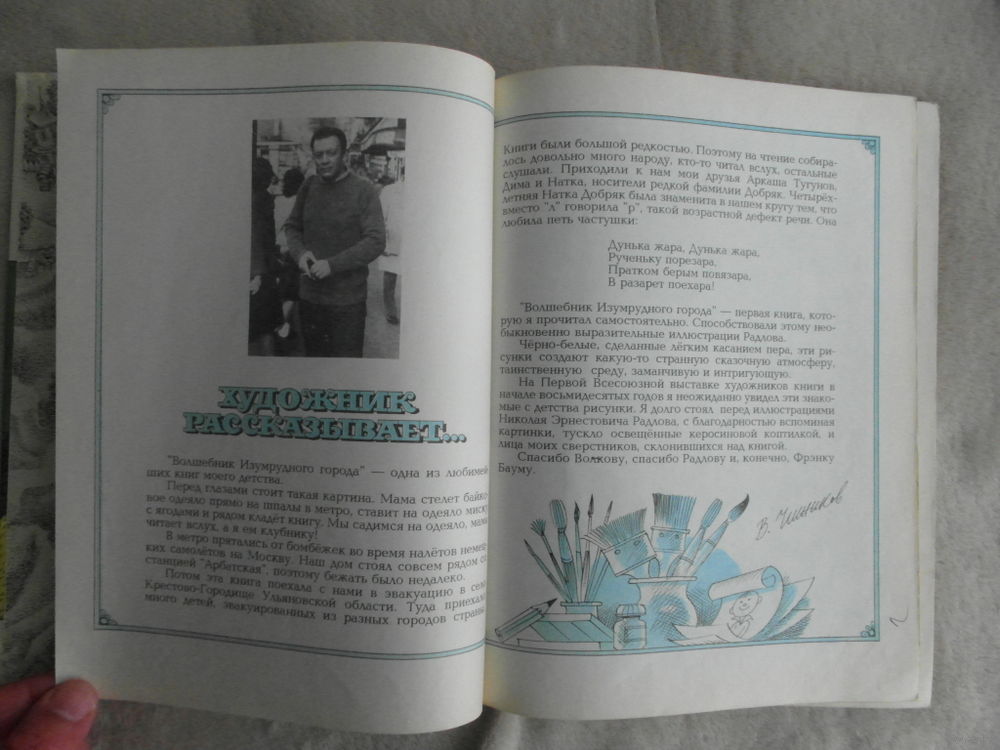 ХУДОЖНИК
РАССКАЗЫВАЕТ...
"Волшебник Изумрудного города" — одна из любимей-
ших книг моего детства.
Перед глазами стоит такая картина. Мама стелет байко-
вое одеяло прямо на шпалы в метро, ставит на одеяло миску
с ягодами и рядом кладёт книгу. Мы садимся на одеяло, мама
читает вслух, а я ем клубнику!
В метро прятались от бомбёжек во время налётов немец-
ких самолётов на Москву. Наш дом стоял совсем рядом со
станцией "Арбатская", поэтому бежать было недалеко.
Потом эта книга поехала с нами в эвакуацию в село
Крестово-Городище Ульяновской области. Туда приехало
много детей, эвакуированных из разных городов страны.
Книги были большой редкостью. Поэтому на чтение собира-
лось довольно много народу, кто-то читал вслух, остальные
слушали. Приходили к нам мои друзья Аркаша Тугунов,
Дима и Натка, носители редкой фамилии Добряк. Четырёх-
летняя Натка Добряк была знаменита в нашем кругу тем, что
вместо "л" говорила "р", такой возрастной дефект речи. Она
любила петь частушки:
Дунька жара, Дунька жара,
Рученьку порезара,
Пратком берым повязара,
В разарет поехара!
"Волшебник Изумрудного города" — первая книга, кото-
рую я прочитал самостоятельно. Способствовали этому нео-
быкновенно выразительные иллюстрации Радлова.
Чёрно-белые, сделанные лёгким касанием пера, эти ри-
сунки создают какую-то странную сказочную атмосферу,
таинственную среду, заманчивую и интригующую.
На Первой Всесоюзной выставке художников книги в
начале восьмидесятых годов я неожиданно увидел эти знако-
мые с детства рисунки. Я долго стоял перед иллюстрациями
Николая Эрнестовича Радлова, с благодарностью вспоминая
картинки, тускло освещённые керосиновой коптилкой, и
лица моих сверстников, склонившихся над книгой.
Спасибо Волкову, спасибо Радлову и, конечно, Фрэнку
Бауму.
В. Чижиков